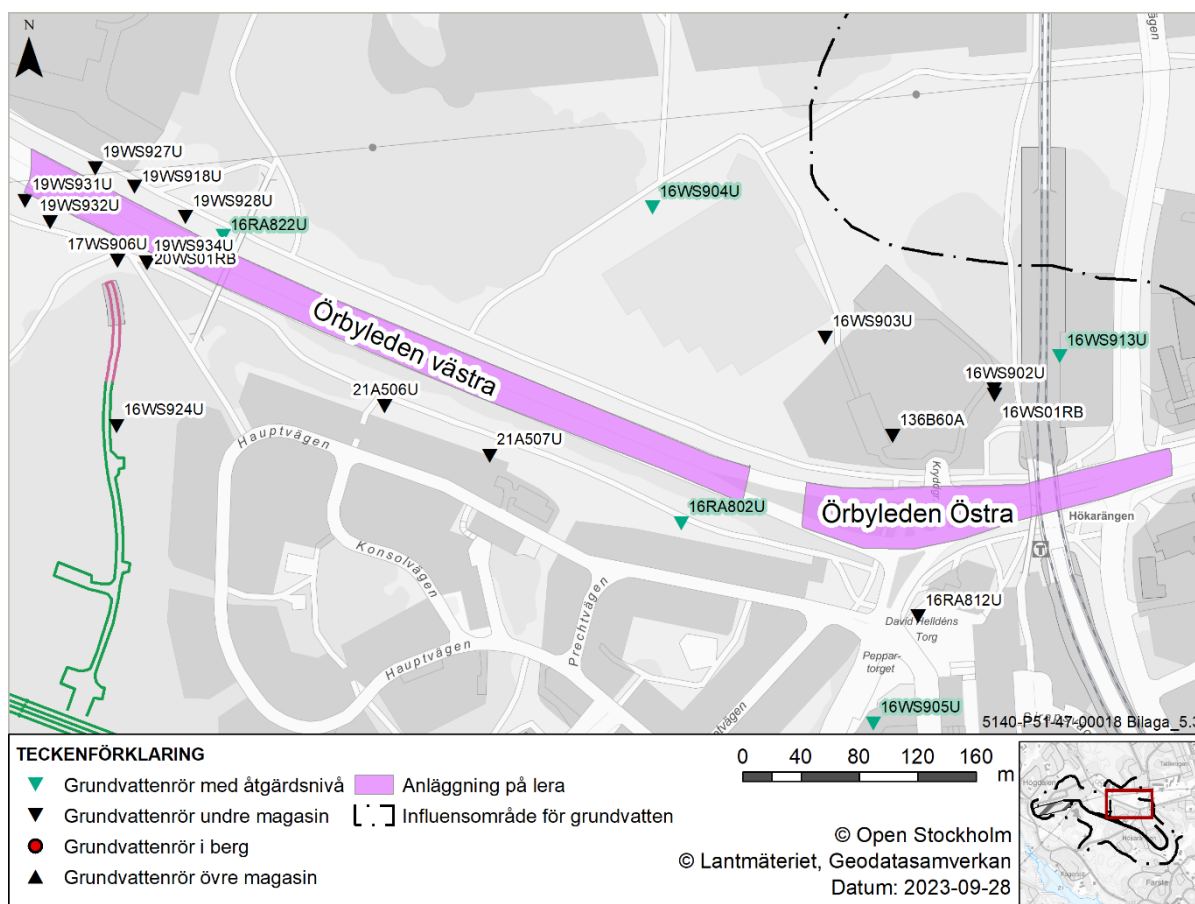 N
19WS927U
19WS918U
19WS931U
19WS932U
19WS928U
16RA822U
17WS906U
19WS934U
20WS01RB
16WS904U
16WS903U
16WS913U
16WS902U
16WS01RB
136B60A
16WS924U
21A506U
21A507U
16RA802U
16RA812U
16WS905U
Örbyleden västra
Örbyleden Östra
Hauptvägen
Konsolvägen
Hauptvägen
Prechtvägen
Hökarängen
T
David Helldéns
Torg
Peppar-
torget
5140-P51-47-00018 Bilaga_5.3
TECKENFÖRKLARING
Grundvattenrör med åtgärdsnivå
Grundvattenrör undre magasin
Grundvattenrör i berg
Grundvattenrör övre magasin
Anläggning på lera
Influensområde för grundvatten
0 40 80 120 160
m
© Open Stockholm
© Lantmäteriet, Geodatasamverkan
Datum: 2023-09-28